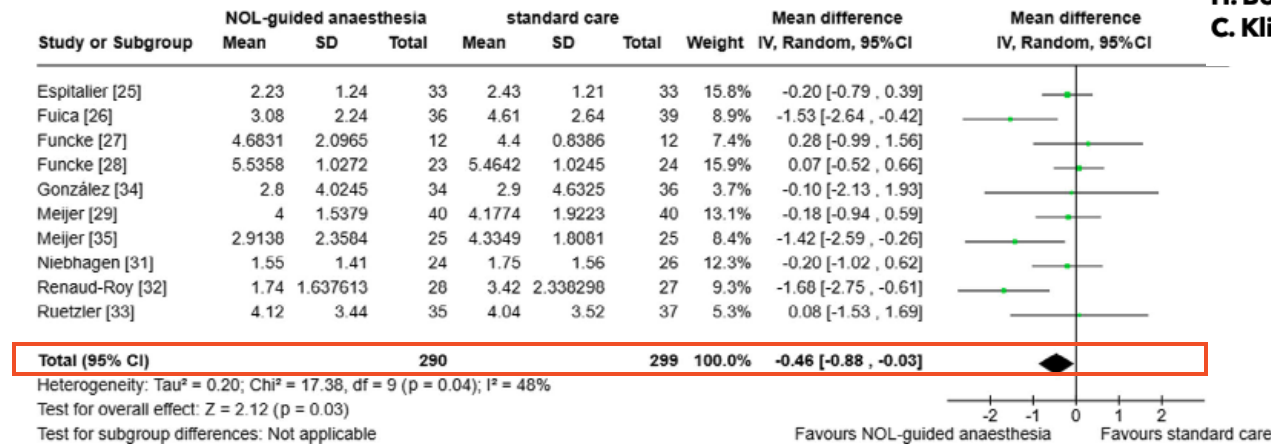 H. Bo
C. Kli
NOL-guided anaesthesia standard care Mean difference Mean difference
Study or Subgroup Mean SD Total Mean SD Total Weight IV, Random, 95%CI IV, Random, 95%CI
Espitalier [25] 2.23 1.24 33 2.43 1.21 33 15.8% -0.20 [-0.79 , 0.39]
Fuica [26] 3.08 2.24 36 4.61 2.64 39 8.9% -1.53 [-2.64 , -0.42]
Funcke [27] 4.6831 2.0965 12 4.4 0.8386 12 7.4% 0.28 [-0.99 , 1.56]
Funcke [28] 5.5358 1.0272 23 5.4642 1.0245 24 15.9% 0.07 [-0.52 , 0.66]
González [34] 2.8 4.0245 34 2.9 4.6325 36 3.7% -0.10 [-2.13 , 1.93]
Meijer [29] 4 1.5379 40 4.1774 1.9223 40 13.1% -0.18 [-0.94 , 0.59]
Meijer [35] 2.9138 2.3584 25 4.3349 1.8081 25 8.4% -1.42 [-2.59 , -0.26]
Niebhagen [31] 1.55 1.41 24 1.75 1.56 26 12.3% -0.20 [-1.02 , 0.62]
Renaud-Roy [32] 1.74 1.637613 28 3.42 2.338298 27 9.3% -1.68 [-2.75 , -0.61]
Ruetzler [33] 4.12 3.44 35 4.04 3.52 37 5.3% 0.08 [-1.53 , 1.69]
Total (95% CI) 290 299 100.0% -0.46 [-0.88 , -0.03]
Heterogeneity: Tau² = 0.20; Chi² = 17.38, df = 9 (p = 0.04); I² = 48%
Test for overall effect: Z = 2.12 (p = 0.03)
Test for subgroup differences: Not applicable
-2 -1 0 1 2
Favours NOL-guided anaesthesia Favours standard care